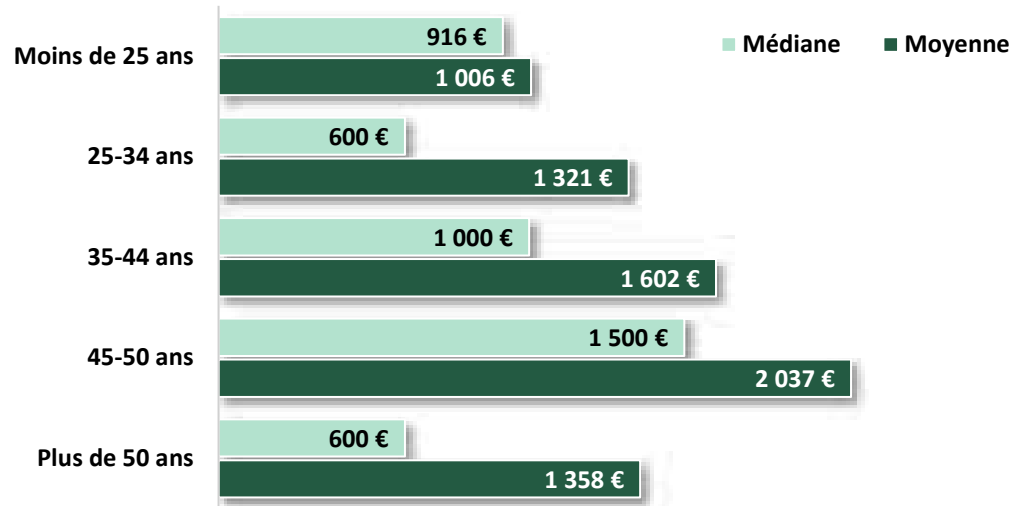 916 €
Médiane
Moyenne
Moins de 25 ans
1 006 €
600 €
25-34 ans
1 321 €
1 000 €
35-44 ans
1 602 €
1 500 €
45-50 ans
2 037 €
600 €
Plus de 50 ans
1 358 €